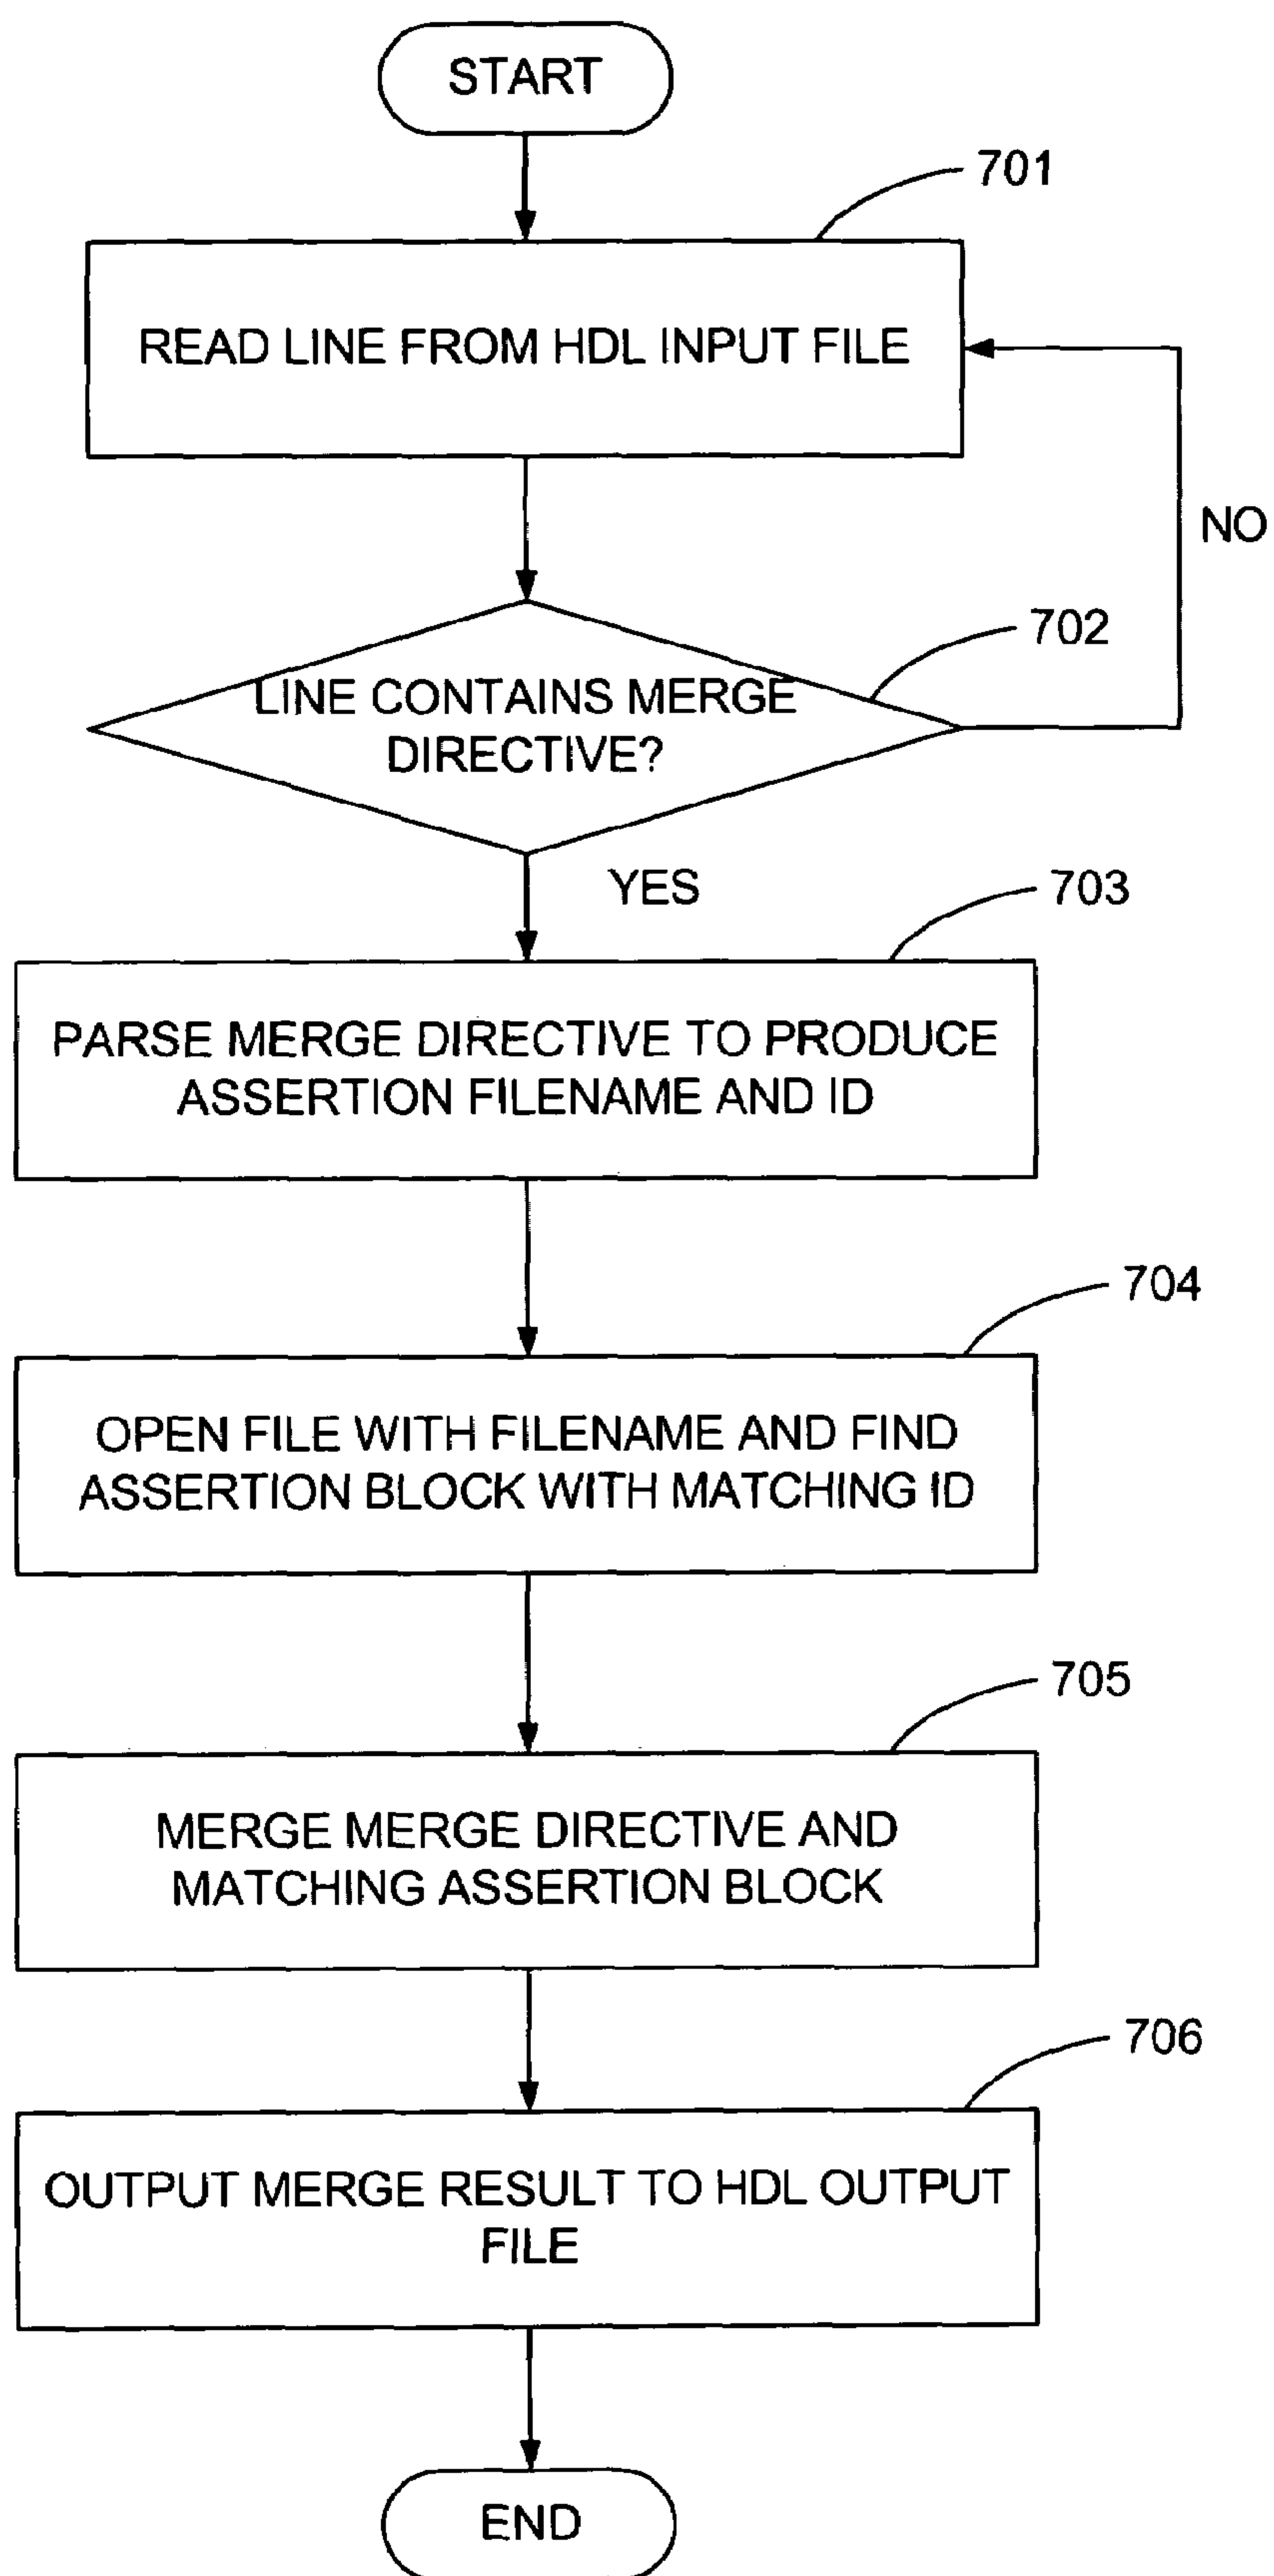 START
701
READ LINE FROM HDL INPUT FILE
NO
702
LINE CONTAINS MERGE
DIRECTIVE?
YES
703
PARSE MERGE DIRECTIVE TO PRODUCE
ASSERTION FILENAME AND ID
704
OPEN FILE WITH FILENAME AND FIND
ASSERTION BLOCK WITH MATCHING ID
705
MERGE MERGE DIRECTIVE AND
MATCHING ASSERTION BLOCK
706
OUTPUT MERGE RESULT TO HDL OUTPUT
FILE
END